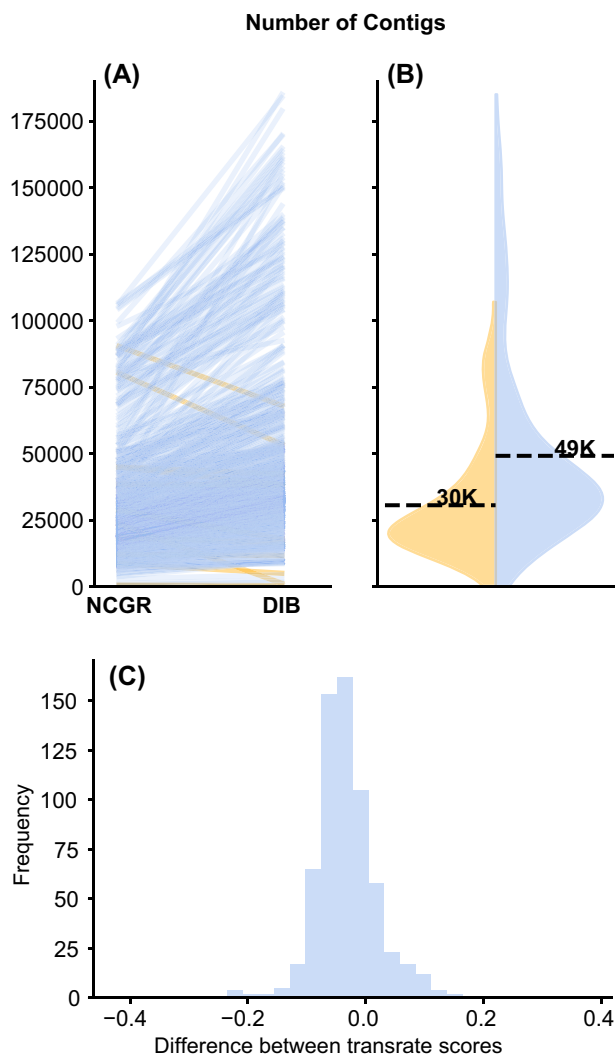 Number of Contigs
(A) (B)
175000
150000
125000
100000
75000
50000
25000
0
49K
30K
NCGR DIB
(C)
150
125
100
75
50
25
0
Frequency
−0.4 −0.2 0.0 0.2 0.4
Difference between transrate scores